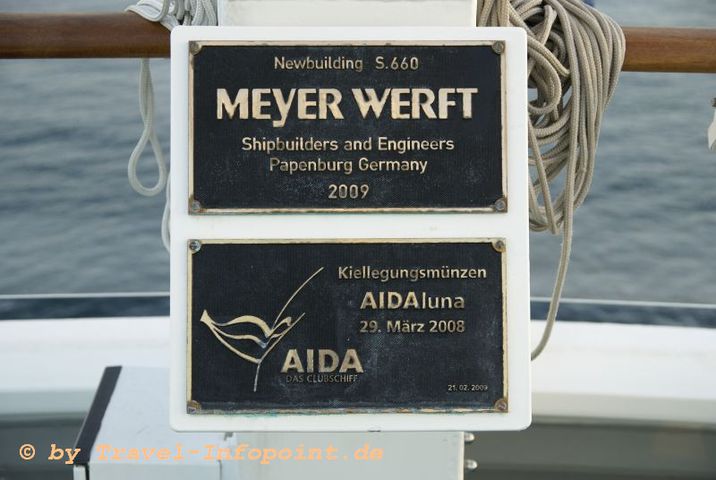 Newbuilding S.660
MEYER WERFT
Shipbuilders and Engineers
Papenburg Germany
2009
Kiellegungsmünzen
AIDAluna
29. März 2008
AIDA
DAS CLUBSCHIFF
21. 02. 2009
© by Travel-Infopoint.de